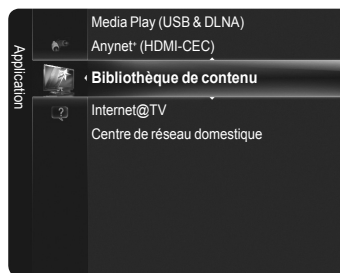 Application
Media Play (USB & DLNA)
Anynet+ (HDMI-CEC)
Bibliothèque de contenu
Internet@TV
Centre de réseau domestique